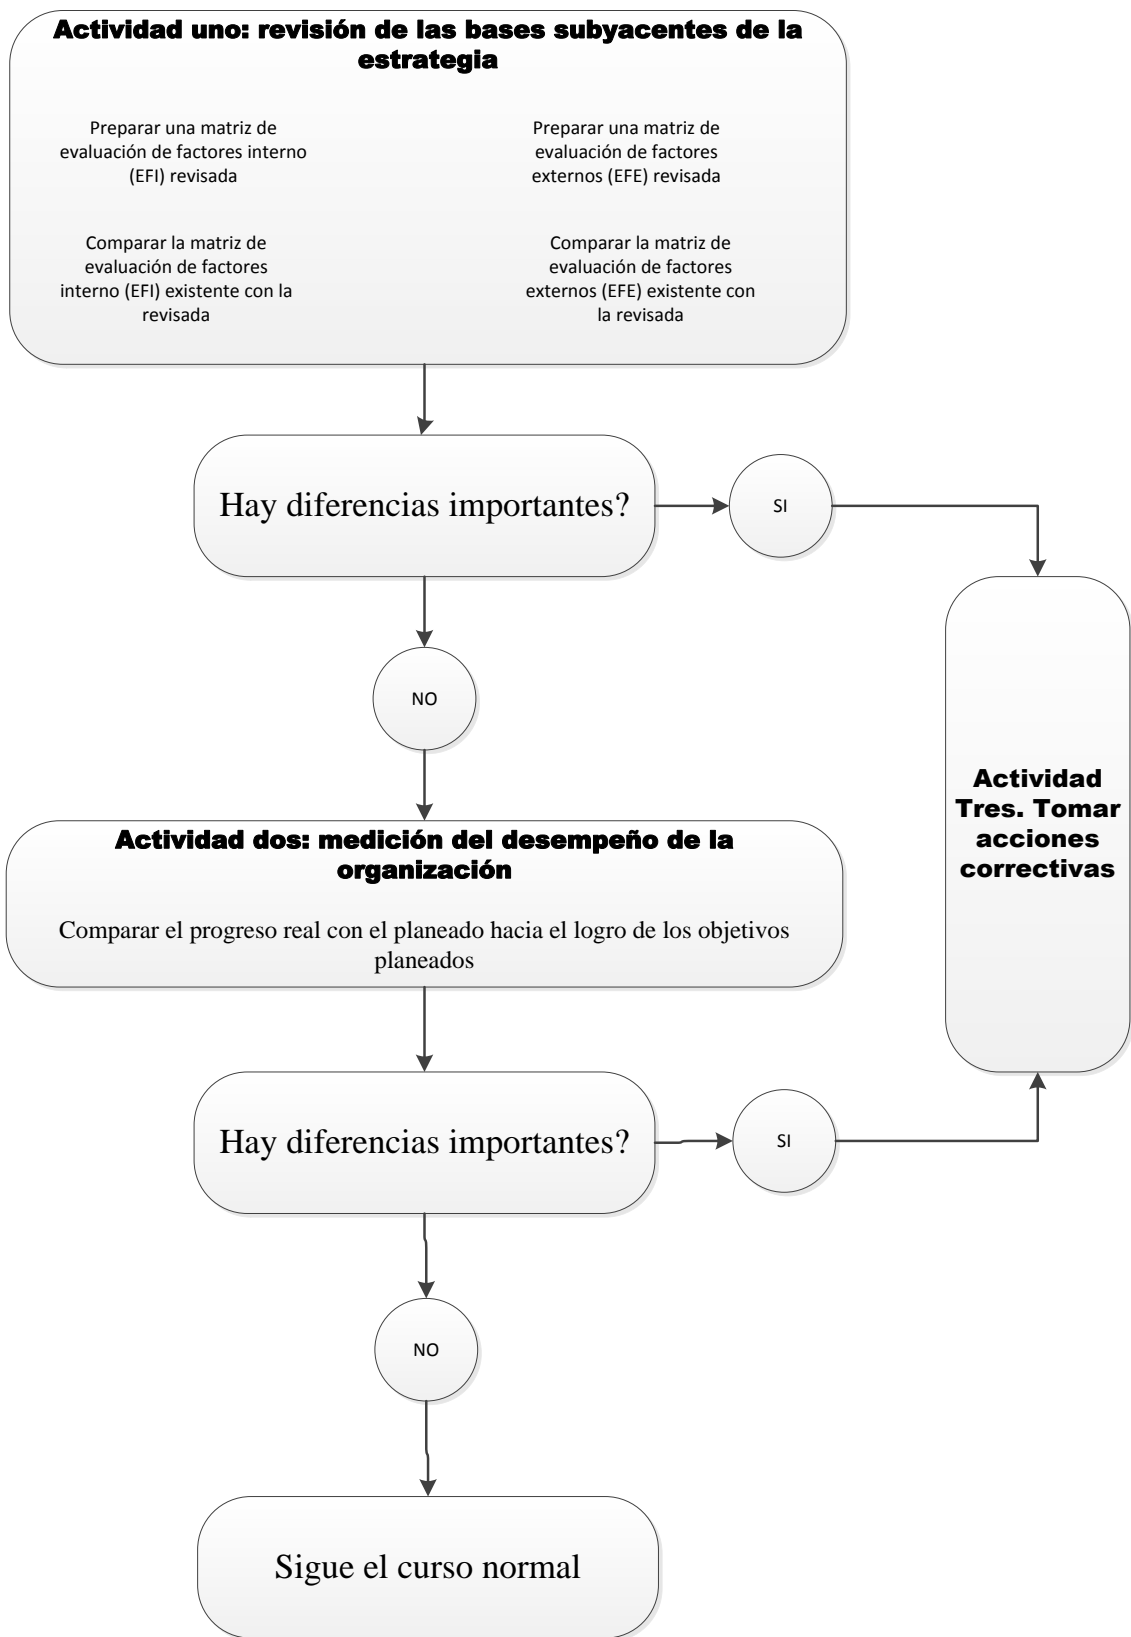 Actividad uno: revisión de las bases subyacentes de la
estrategia
Preparar una matriz de
evaluación de factores interno
(EFI) revisada
Preparar una matriz de
evaluación de factores
externos (EFE) revisada
Comparar la matriz de
evaluación de factores
interno (EFI) existente con la
revisada
Comparar la matriz de
evaluación de factores
externos (EFE) existente con
la revisada
Hay diferencias importantes?
SI
NO
Actividad
Tres. Tomar
acciones
correctivas
Actividad dos: medición del desempeño de la
organización
Comparar el progreso real con el planeado hacia el logro de los objetivos
planeados
Hay diferencias importantes?
SI
NO
Sigue el curso normal